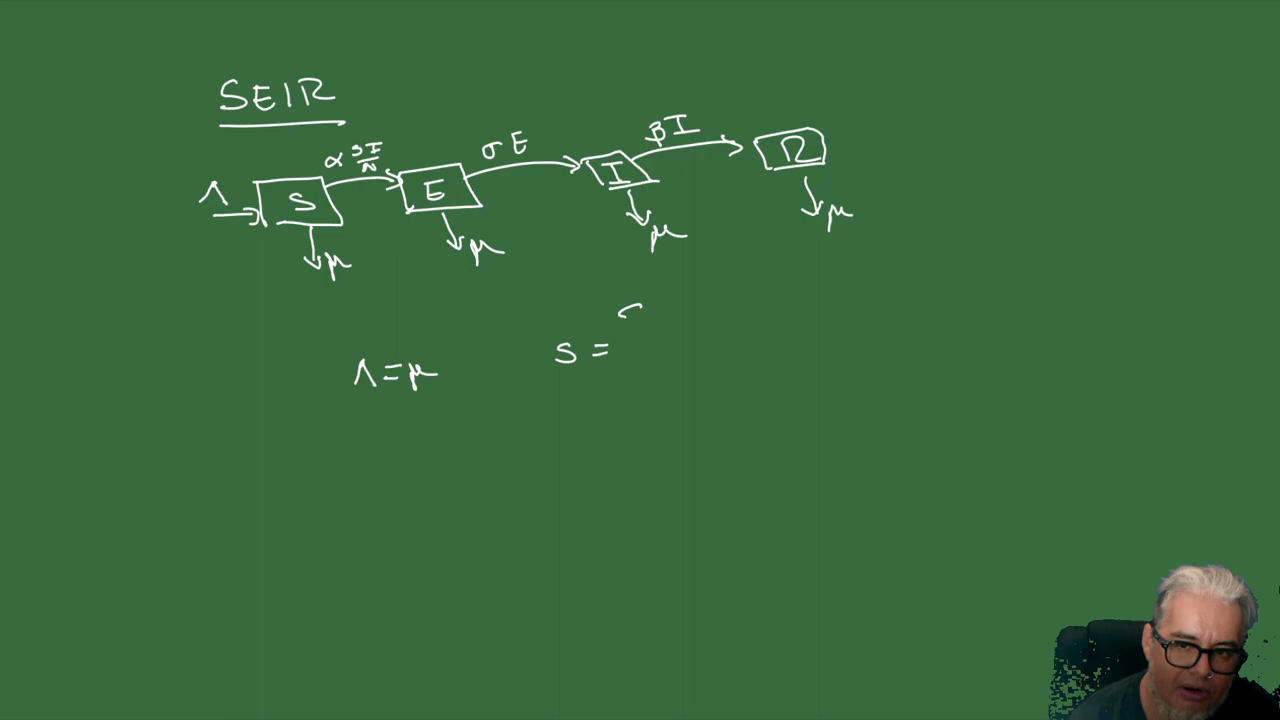 SEIR
Λ S α SI/N E σE I βI R
μ μ μ μ
Λ=μ
s =